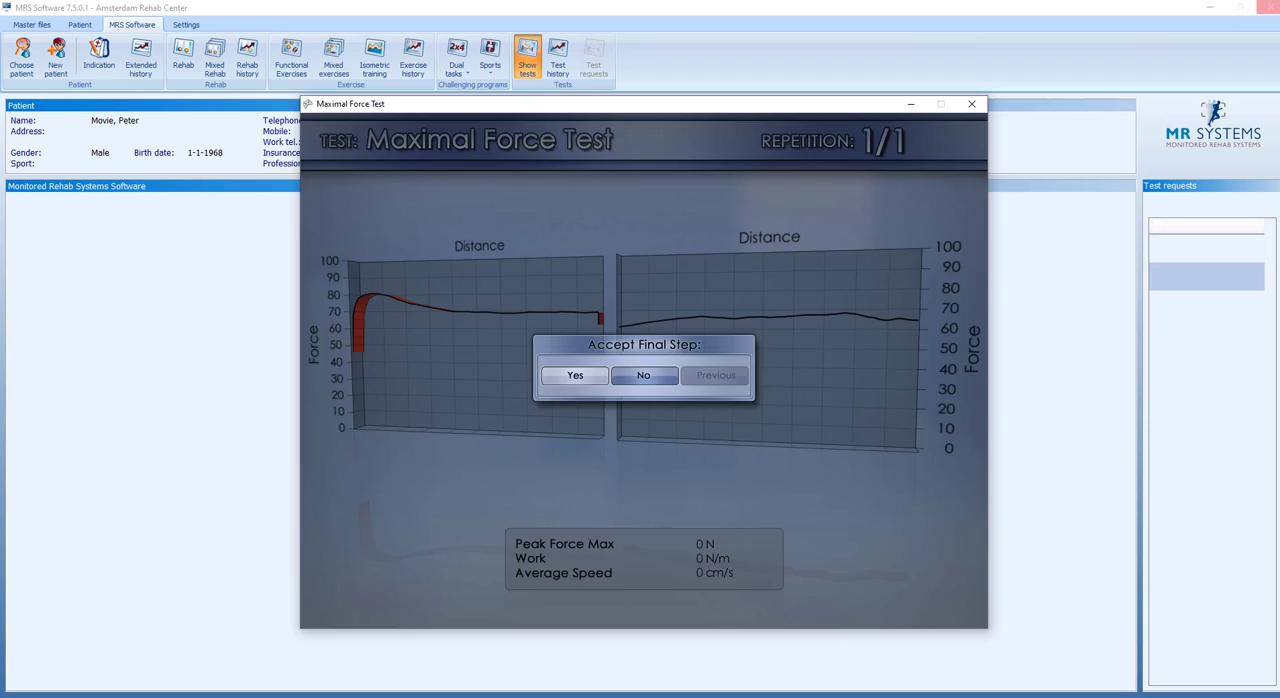 MRS Software 7.5.0.1 - Amsterdam Rehab Center
Master files Patient MRS Software Settings
Choose patient
New patient
Indication
Extended history
Rehab
Mixed Rehab
Rehab history
Functional Exercises
Mixed exercises
Isometric training
Exercise history
2x4
Dual tasks
Sports
Show tests
Test history
Test requests
Patient Rehab Exercise Challenging programs Tests
Patient
Name: Movie, Peter
Address:
Gender: Male Birth date: 1-1-1968
Sport:
Telephone
Mobile:
Work tel.:
Insuranc
Profession
MR SYSTEMS
MONITORED REHAB SYSTEMS
Monitored Rehab Systems Software
Test requests
Maximal Force Test
TEST: Maximal Force Test REPETITION: 1/1
Distance
100
90
80
70
60
50
40
30
20
10
0
Force
Distance
100
90
80
70
60
50
40
30
20
10
0
Force
Accept Final Step:
Yes No Previous
Peak Force Max 0 N
Work 0 N/m
Average Speed 0 cm/s